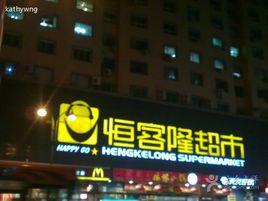 kathywng
恒客隆超市
HAPPY GO ★ HENGKELONG SUPERMARKET